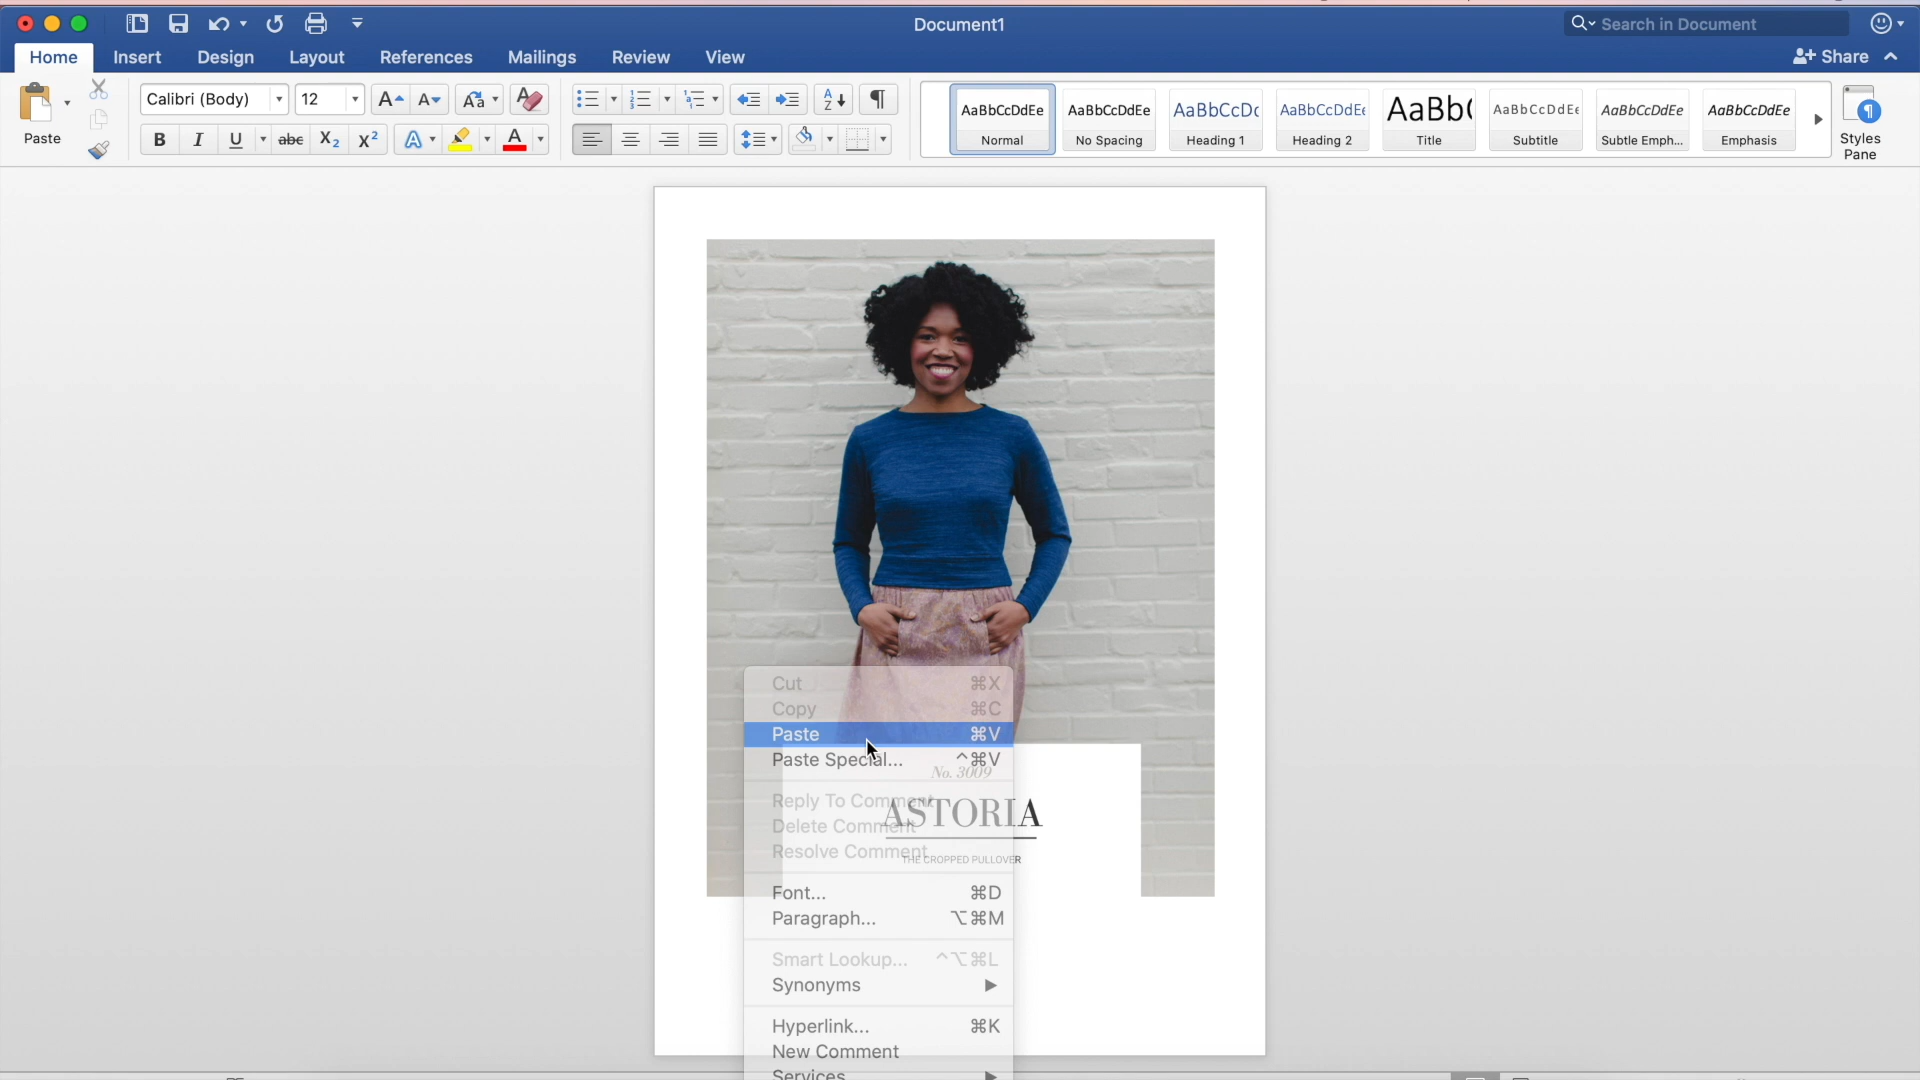 Document1
Search in Document
Home Insert Design Layout References Mailings Review View
Share
Paste
Calibri (Body) 12
AaBbCcDdEe AaBbCcDdEe AaBbCcDc AaBbCcDdEe AaBb( AaBbCcDdEe AaBbCcDdEe AaBbCcDdEe
Normal No Spacing Heading 1 Heading 2 Title Subtitle Subtle Emph... Emphasis
Styles
Pane
Cut ⌘X
Copy ⌘C
Paste ⌘V
Paste Special... ^⌘V
No. 3009
Reply To Comment
ASTORIA
Delete Comment
Resolve Comment
THE CROPPED PULLOVER
Font... ⌘D
Paragraph... ⌥⌘M
Smart Lookup... ^⌥⌘L
Synonyms
Hyperlink... ⌘K
New Comment
Services